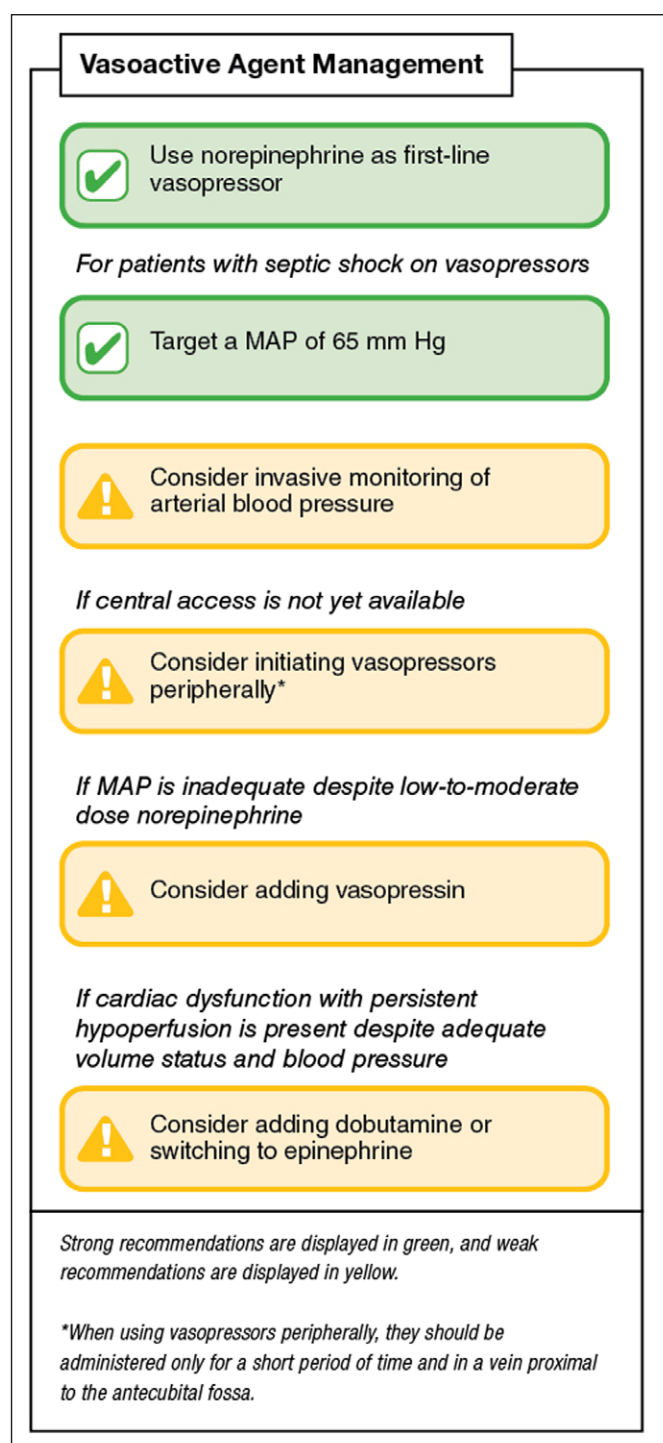 Vasoactive Agent Management
Use norepinephrine as first-line
vasopressor
For patients with septic shock on vasopressors
Target a MAP of 65 mm Hg
Consider invasive monitoring of
arterial blood pressure
If central access is not yet available
Consider initiating vasopressors
peripherally*
If MAP is inadequate despite low-to-moderate
dose norepinephrine
Consider adding vasopressin
If cardiac dysfunction with persistent
hypoperfusion is present despite adequate
volume status and blood pressure
Consider adding dobutamine or
switching to epinephrine
Strong recommendations are displayed in green, and weak
recommendations are displayed in yellow.
*When using vasopressors peripherally, they should be
administered only for a short period of time and in a vein proximal
to the antecubital fossa.